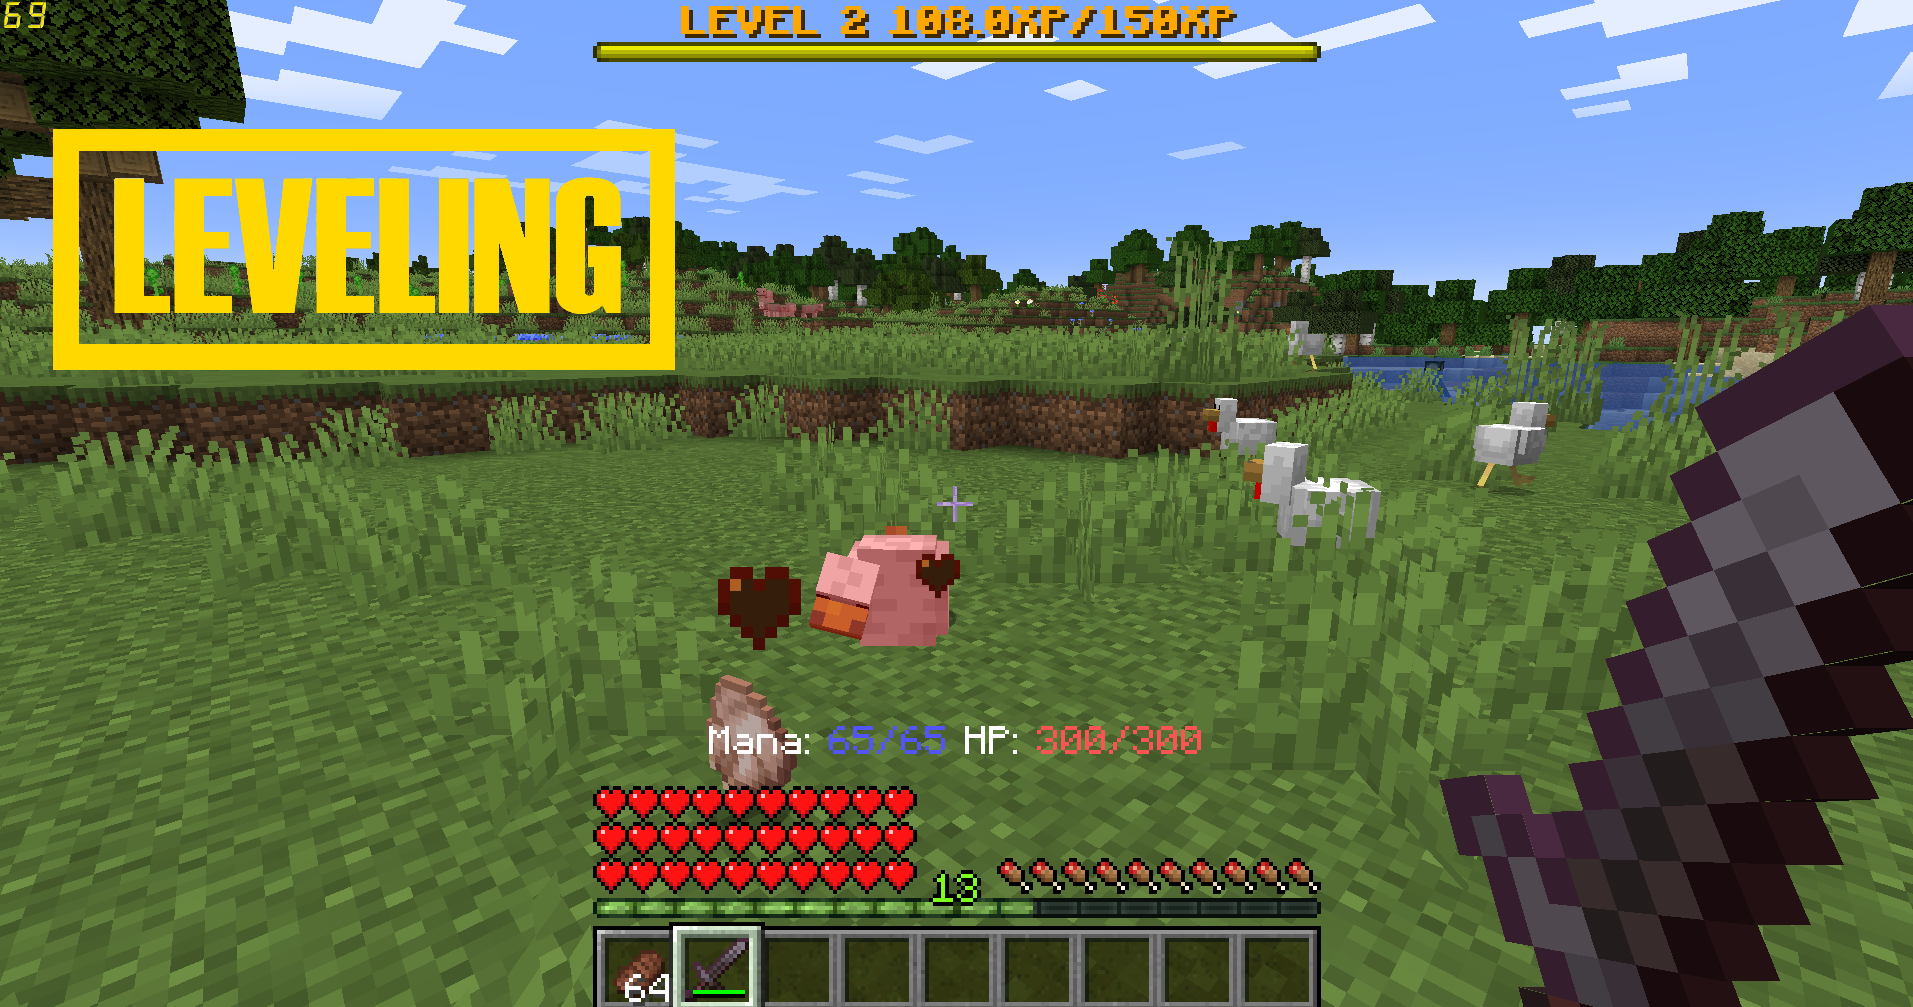 69
LEVEL 2 108.0XP/150XP
LEVELING
Mana: 65/65 HP: 300/300
13
64